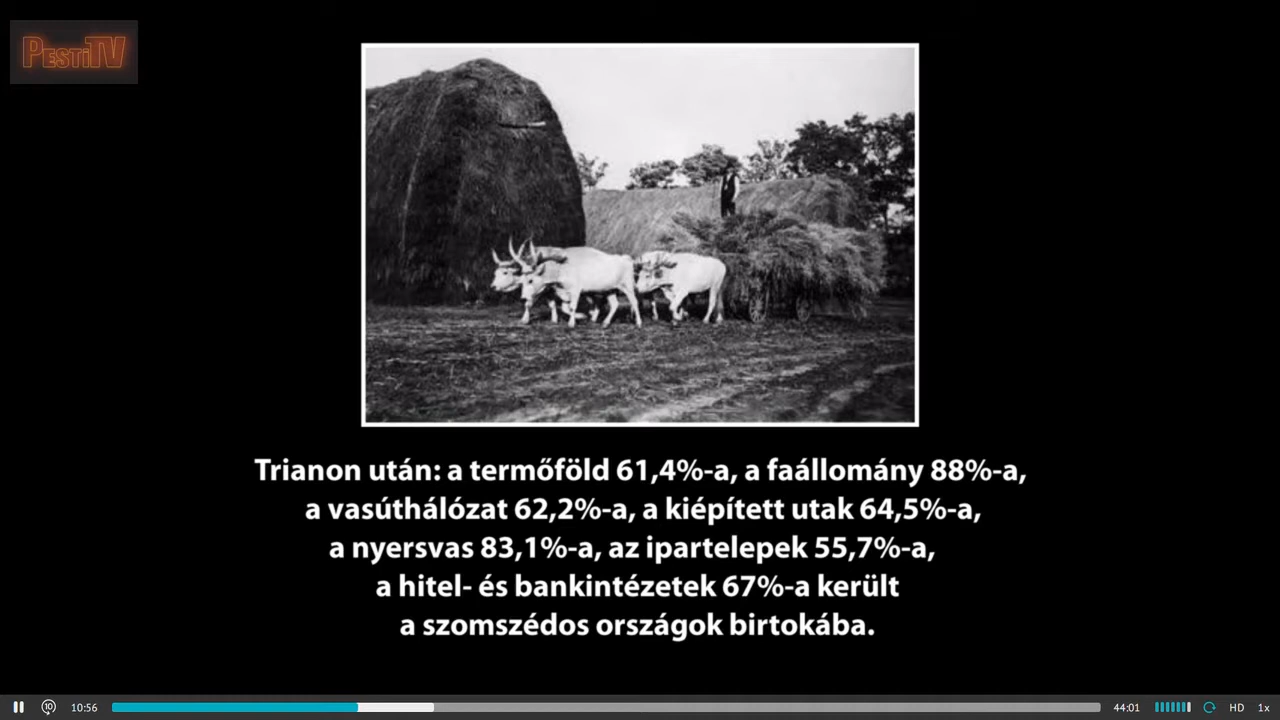 PESTiTV
Trianon után: a termőföld 61,4%-a, a faállomány 88%-a,
a vasúthálózat 62,2%-a, a kiépített utak 64,5%-a,
a nyersvas 83,1%-a, az ipartelepek 55,7%-a,
a hitel- és bankintézetek 67%-a került
a szomszédos országok birtokába.
10 10:56 44:01 HD 1x